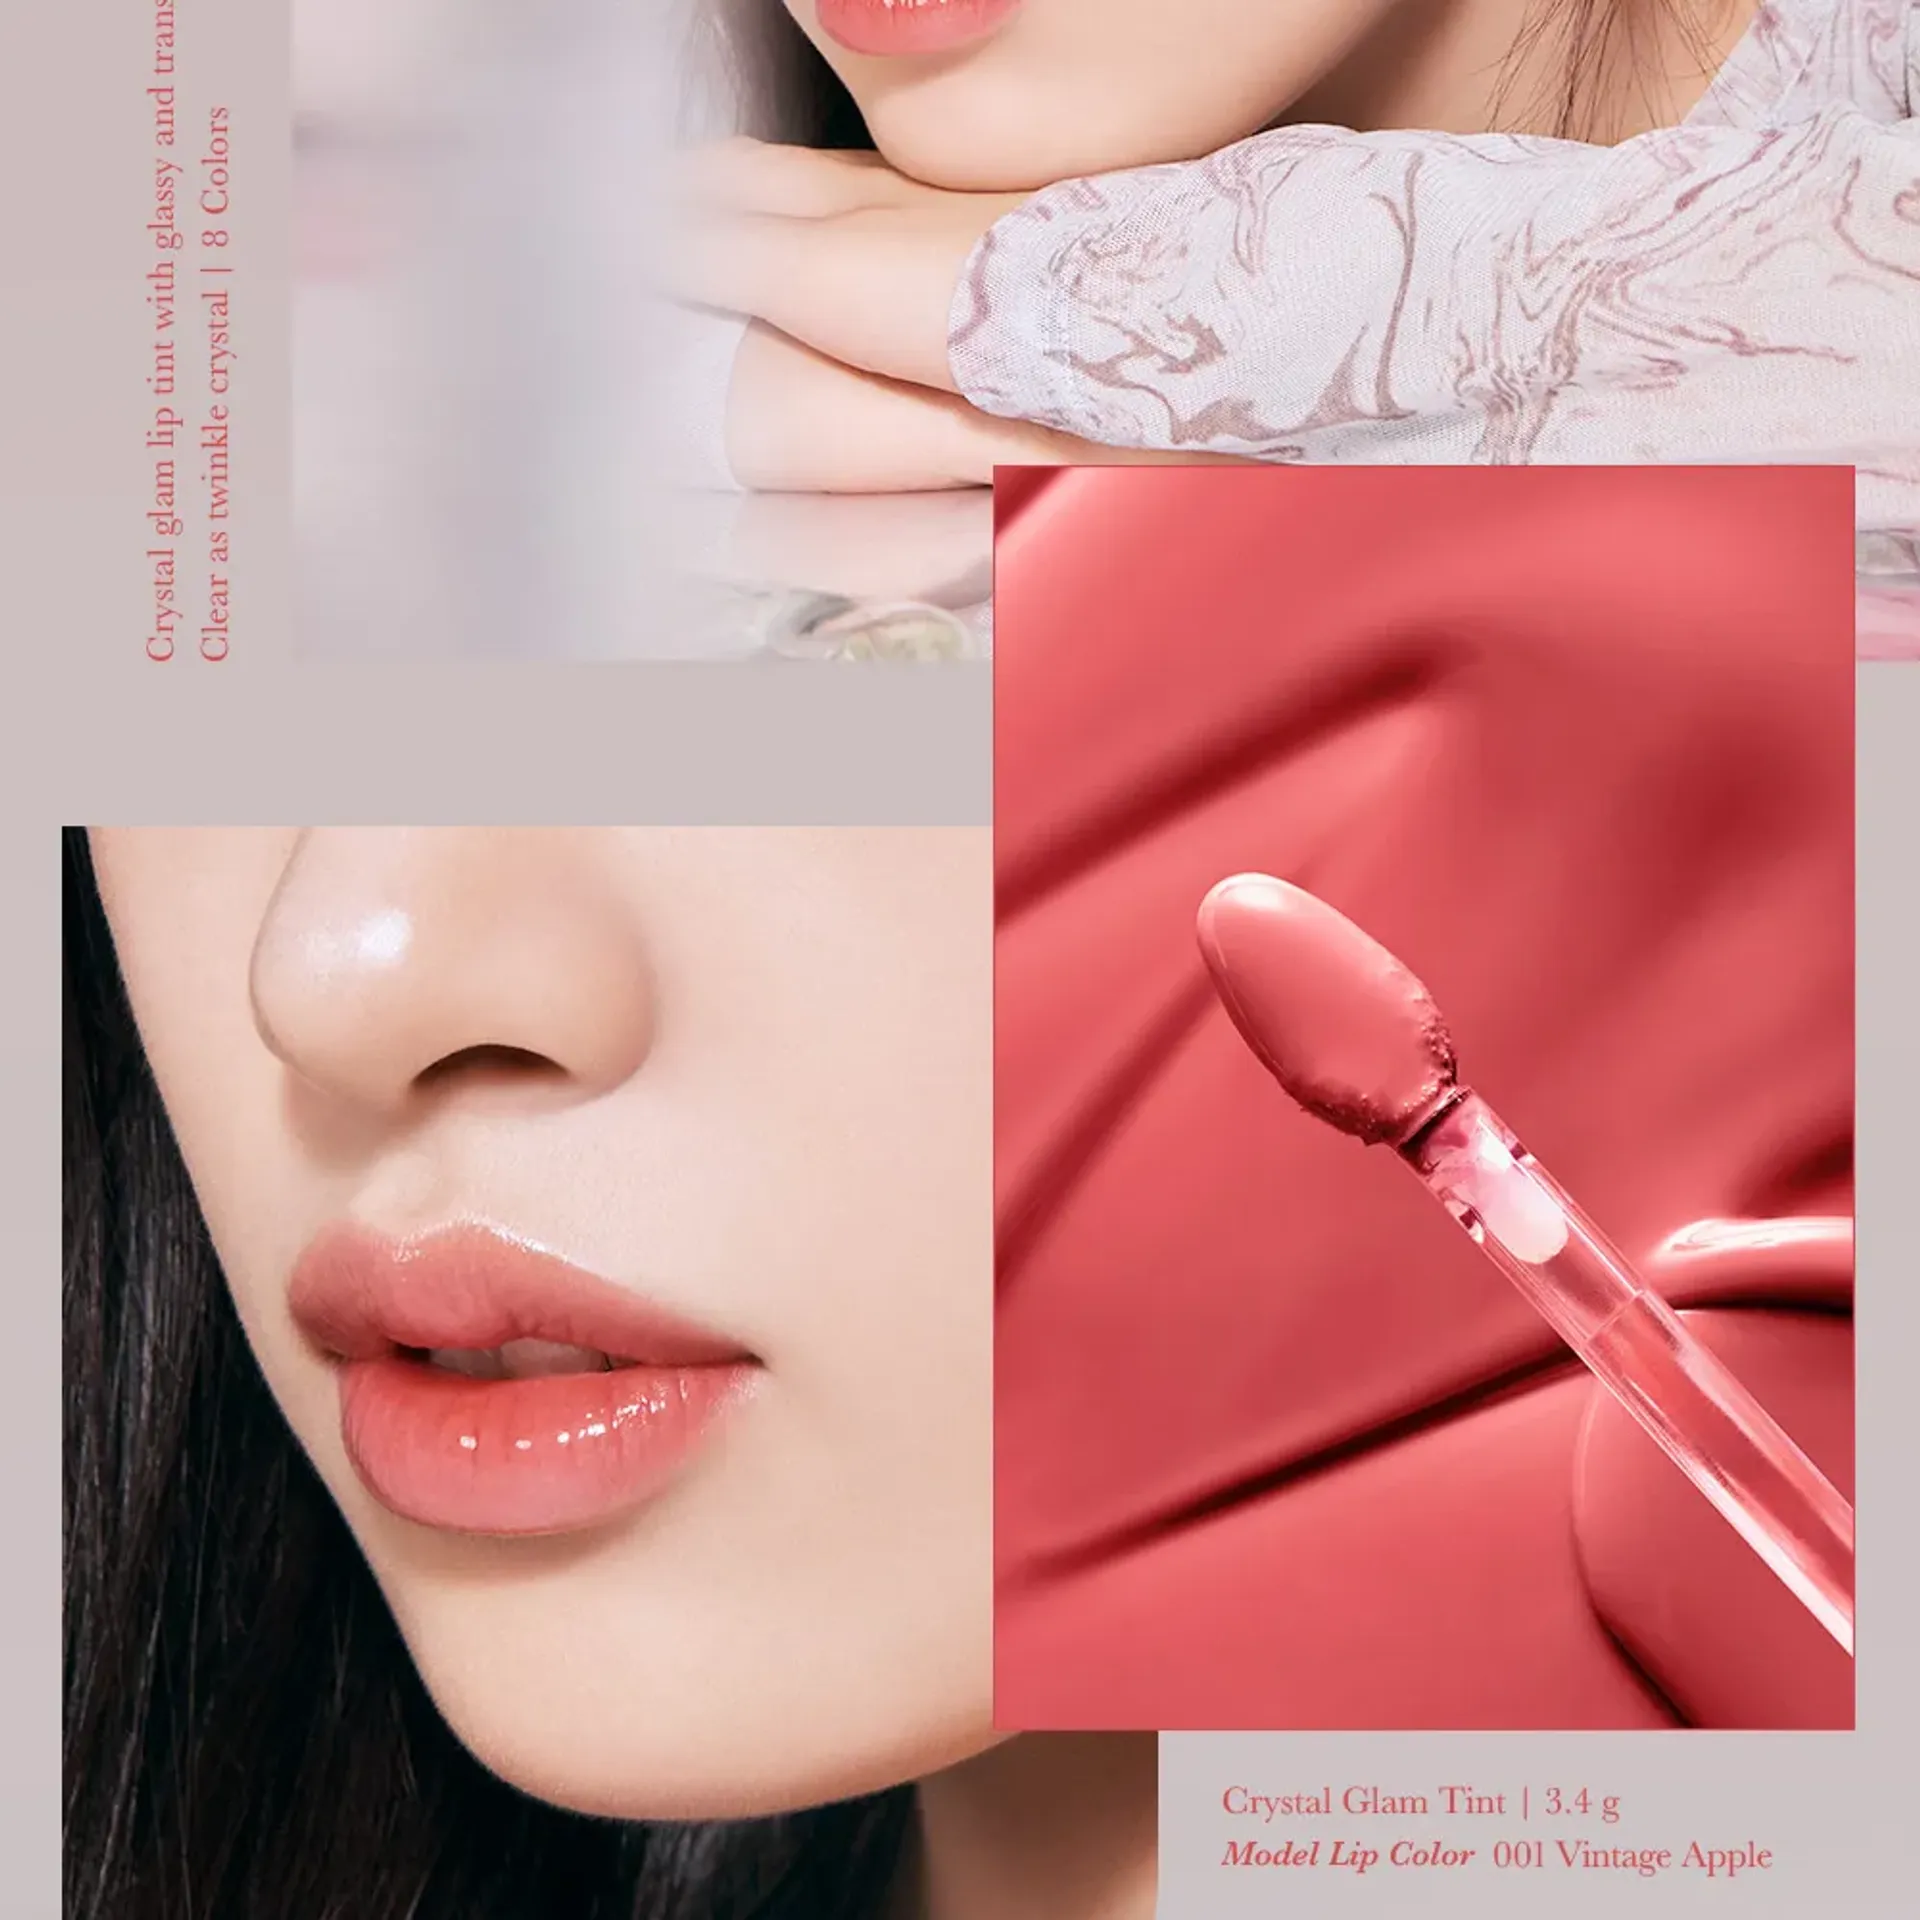 Crystal glam lip tint with glassy and
Clear as twinkle crystal | 8 Colors
Crystal Glam Tint | 3.4 g
Model Lip Color 001 Vintage Apple